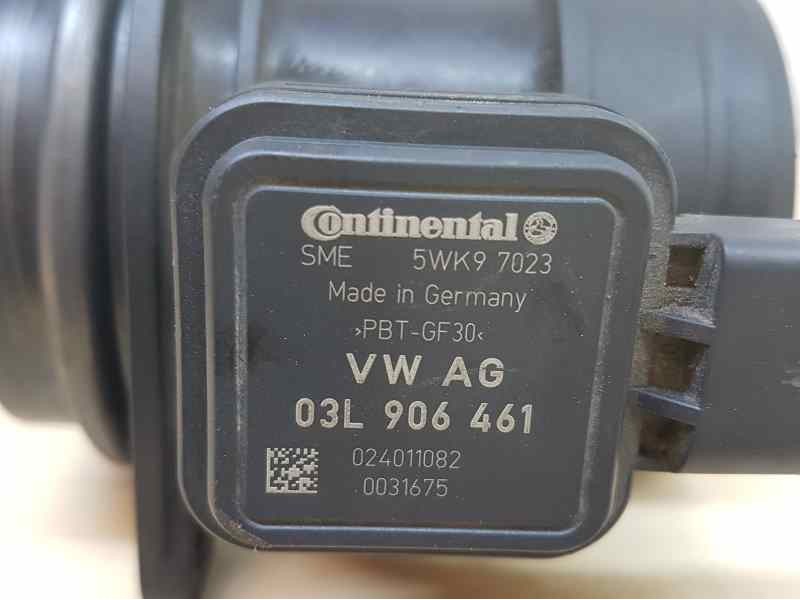 Continental
SME 5WK9 7023
Made in Germany
>PBT-GF30<
VW AG
03L 906 461
024011082
0031675